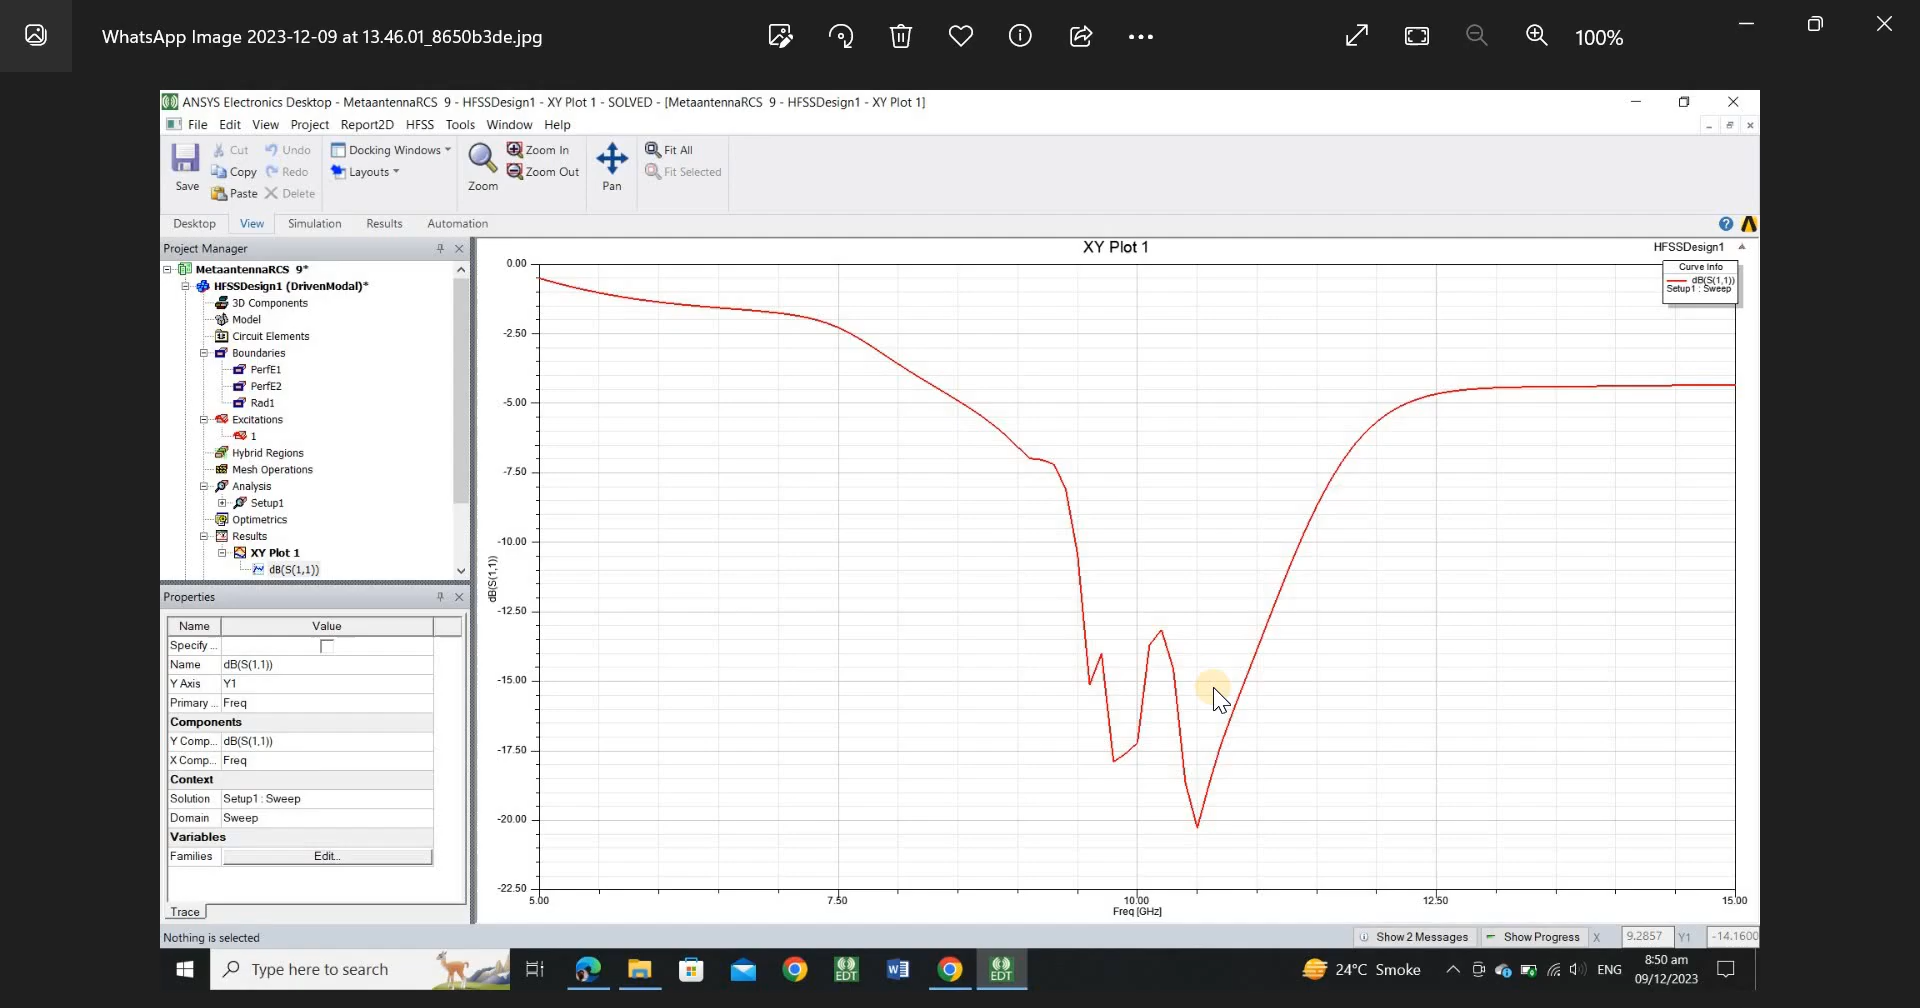 WhatsApp Image 2023-12-09 at 13.46.01_8650b3de.jpg
100%
ANSYS Electronics Desktop - MetaantennaRCS 9 - HFSSDesign1 - XY Plot 1 - SOLVED - [MetaantennaRCS 9 - HFSSDesign1 - XY Plot 1]
File Edit View Project Report2D HFSS Tools Window Help
Save
Cut
Copy
Paste
Undo
Redo
Delete
Docking Windows
Layouts
Zoom
Zoom In
Zoom Out
Pan
Fit All
Fit Selected
Desktop View Simulation Results Automation
Project Manager
MetaantennaRCS 9*
HFSSDesign1 (DrivenModal)*
3D Components
Model
Circuit Elements
Boundaries
PerfE1
PerfE2
Rad1
Excitations
1
Hybrid Regions
Mesh Operations
Analysis
Setup1
Optimetrics
Results
XY Plot 1
dB(S(1,1))
Properties
Name Value
Specify ...
Name dB(S(1,1))
Y Axis Y1
Primary ... Freq
Components
Y Comp... dB(S(1,1))
X Comp... Freq
Context
Solution Setup1 : Sweep
Domain Sweep
Variables
Families Edit...
Trace
XY Plot 1
HFSSDesign1
Curve Info
dB(S(1,1))
Setup1 : Sweep
0.00
-2.50
-5.00
-7.50
-10.00
-12.50
-15.00
-17.50
-20.00
-22.50
dB(S(1,1))
5.00 7.50 10.00 12.50 15.00
Freq [GHz]
Nothing is selected
Show 2 Messages Show Progress X 9.2857 Y1 -14.1600
Type here to search
EDT
EDT
24°C Smoke
ENG
8:50 am
09/12/2023